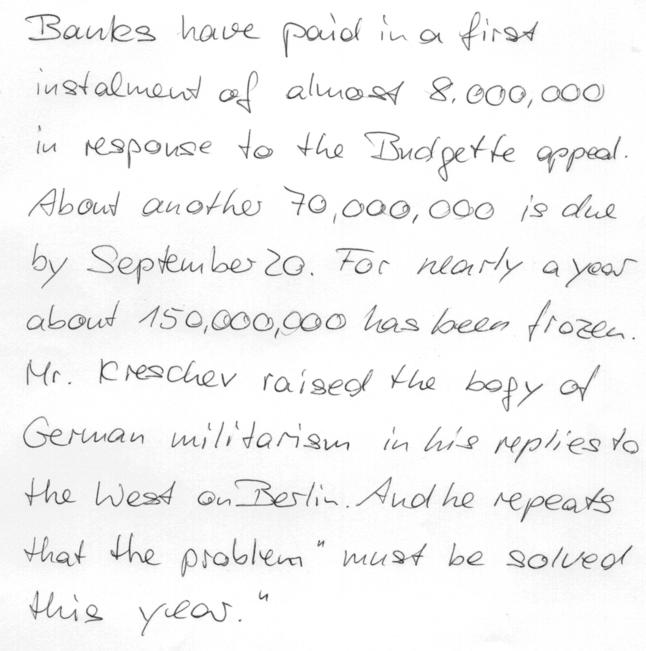 Banks have paid in a first
instalment of almost 8.000,000
in response to the Budgette appeal.
About another 70,000,000 is due
by September 20. For nearly a year
about 150,000,000 has been frozen.
Mr. Kreschev raised the bogy of
German militarism in his replies to
the West on Berlin. And he repeats
that the problem "must be solved
this year."